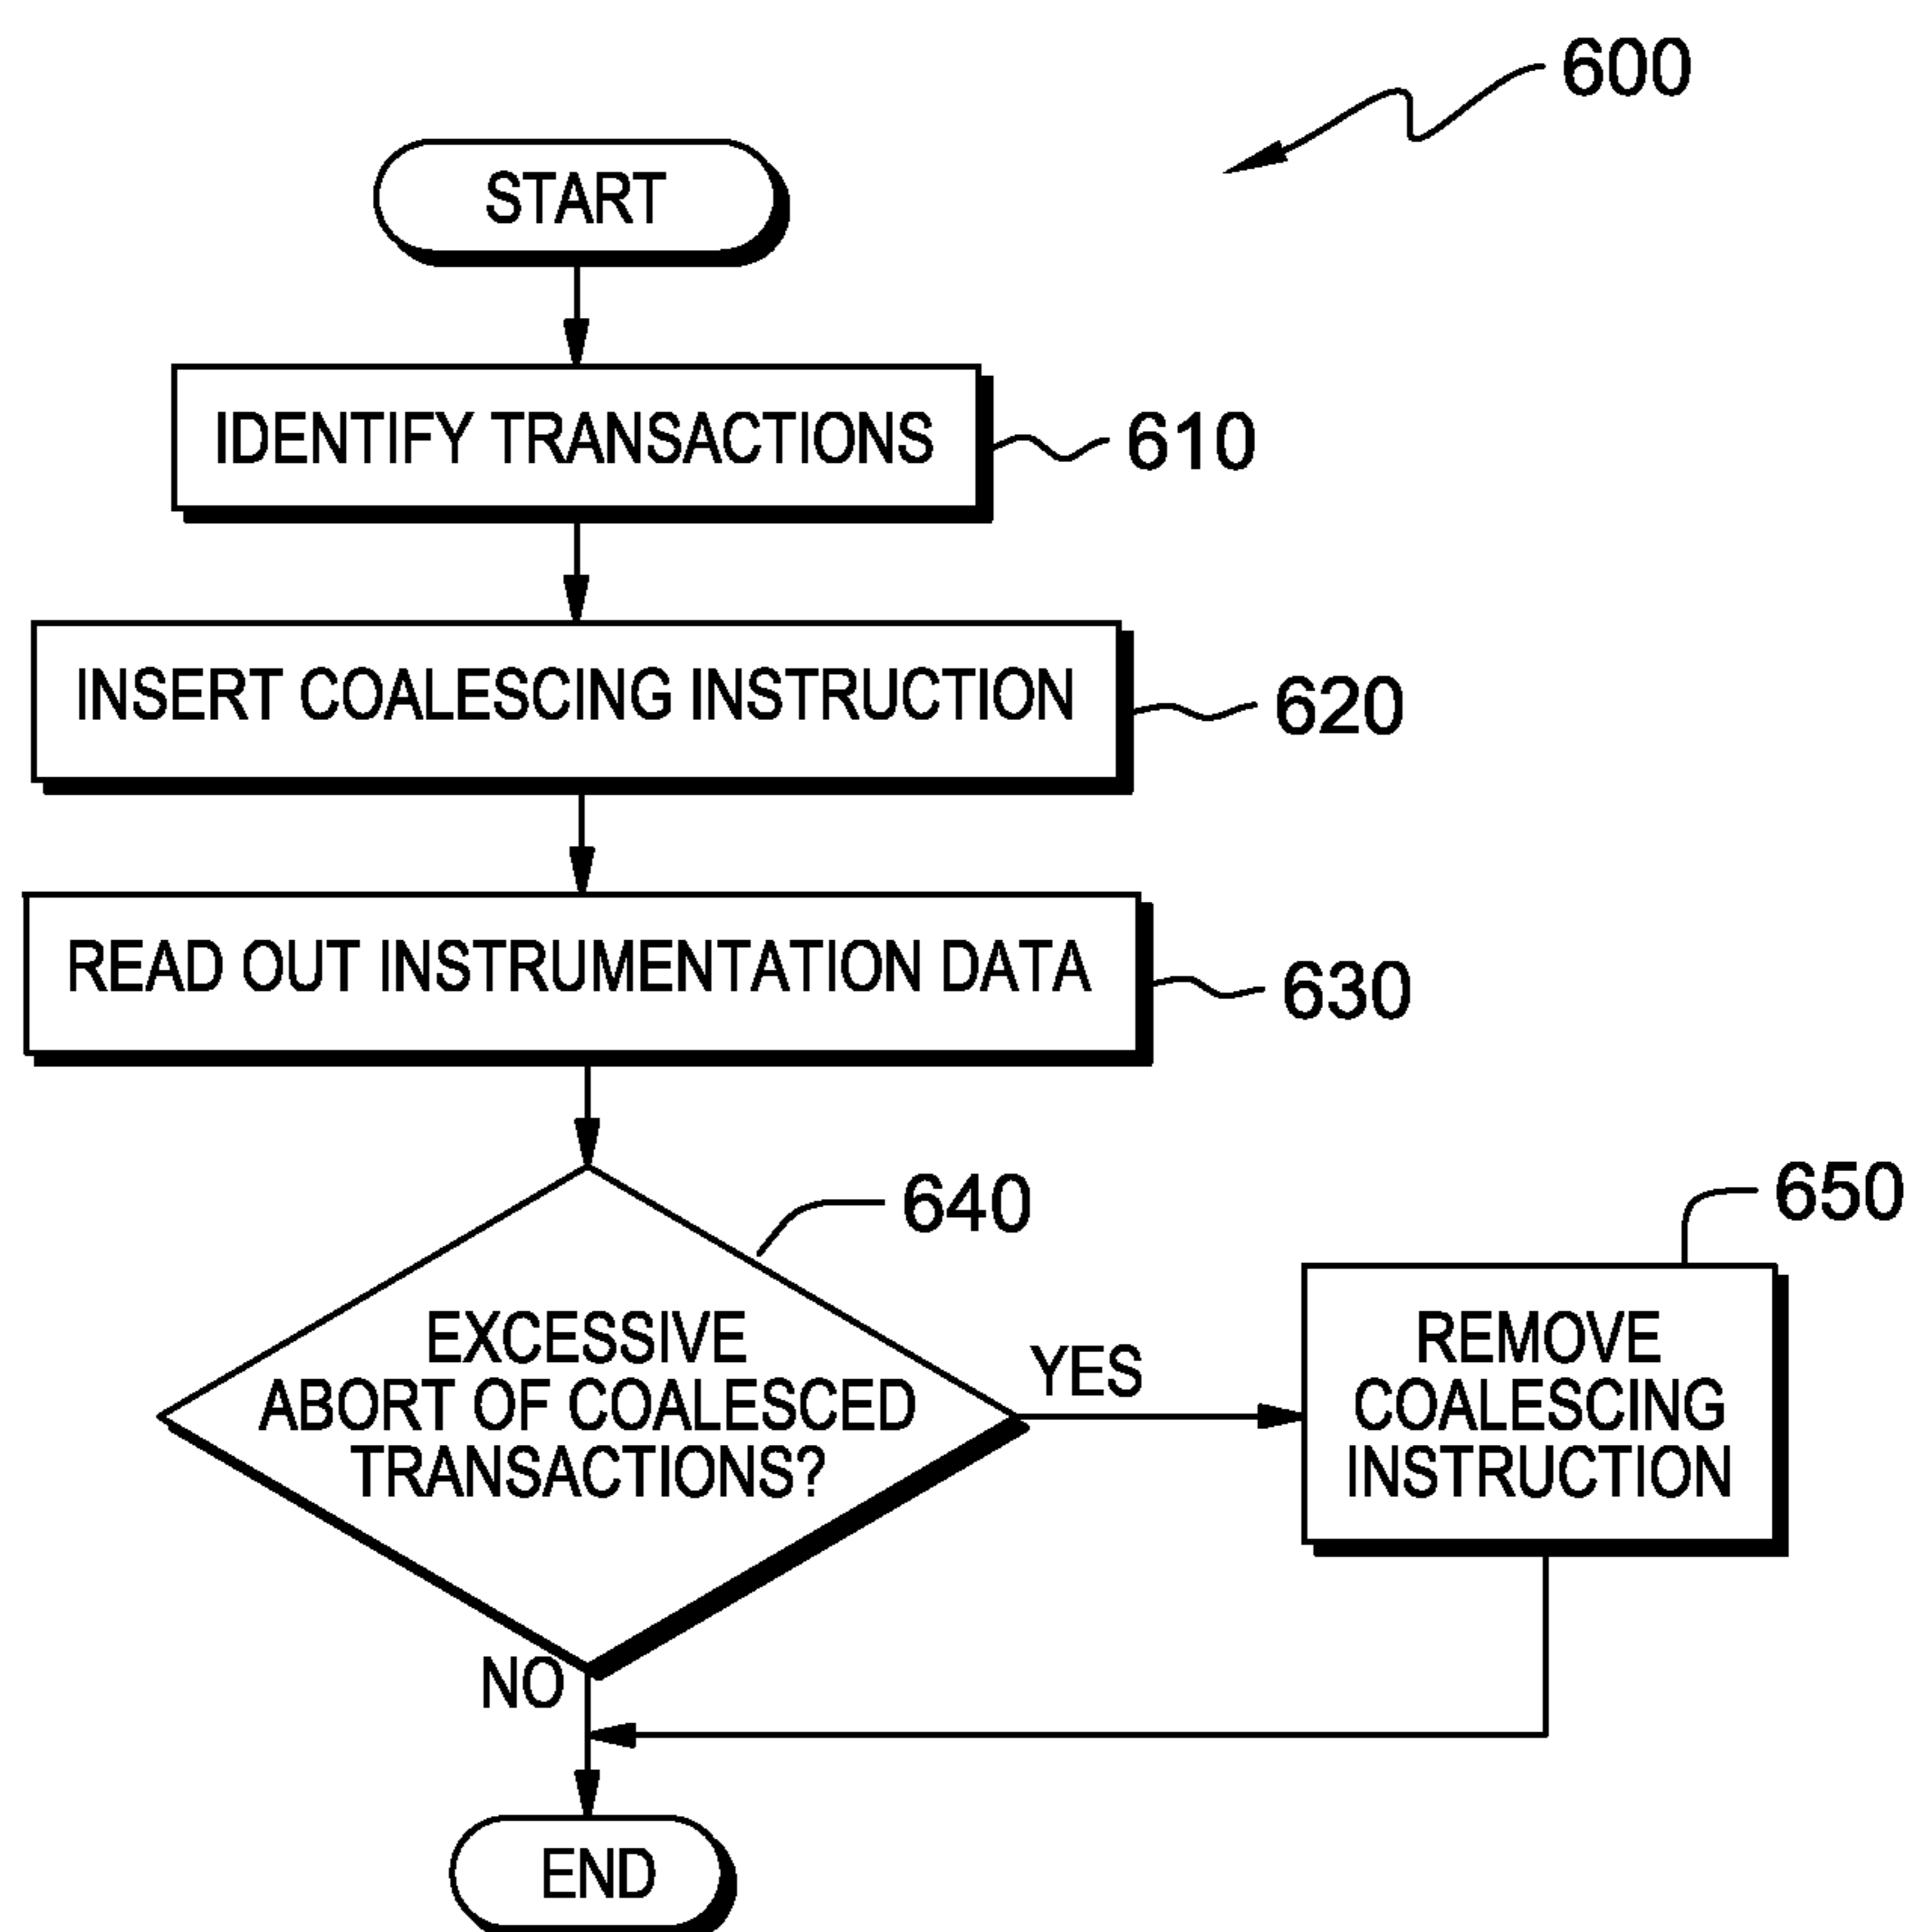 600
START
IDENTIFY TRANSACTIONS
610
INSERT COALESCING INSTRUCTION
620
READ OUT INSTRUMENTATION DATA
630
640
EXCESSIVE
ABORT OF COALESCED
TRANSACTIONS?
YES
650
REMOVE
COALESCING
INSTRUCTION
NO
END